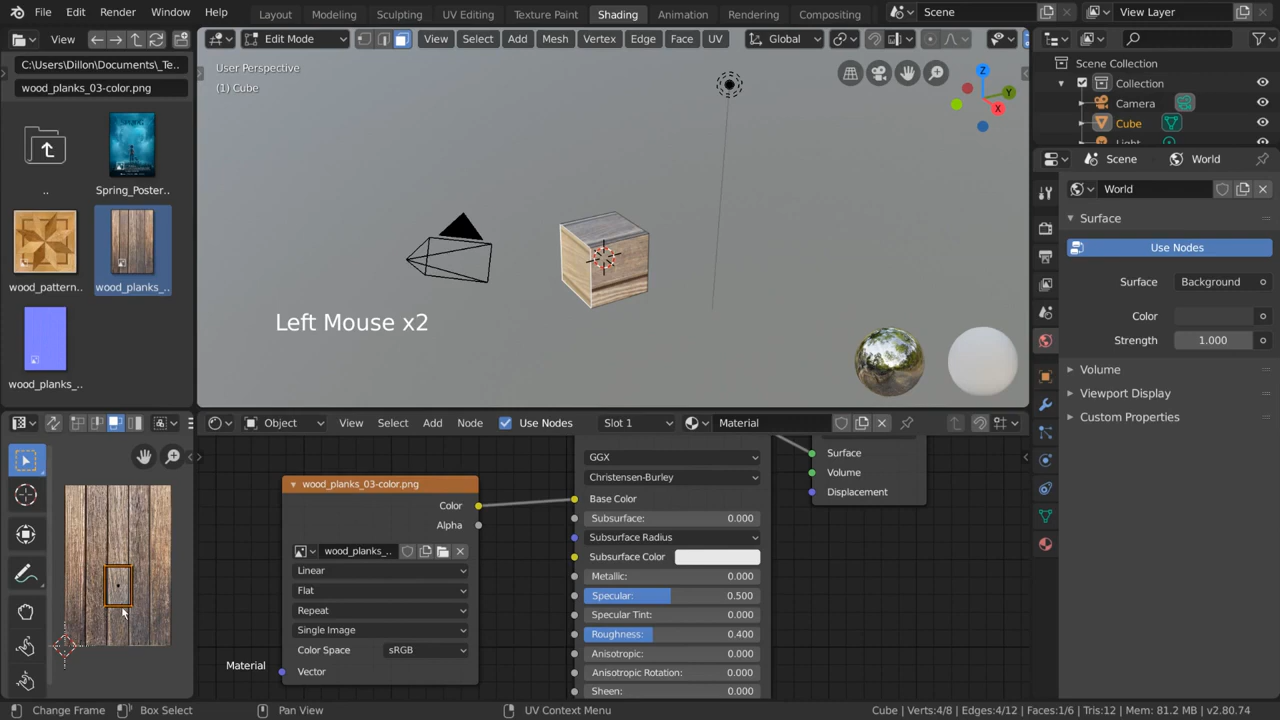 File Edit Render Window Help
Layout Modeling Sculpting UV Editing Texture Paint Shading Animation Rendering Compositing
Scene View Layer
View
Edit Mode View Select Add Mesh Vertex Edge Face UV Global
C:\Users\Dillon\Documents\_Te..
wood_planks_03-color.png
User Perspective
(1) Cube
Z
Y
X
Scene Collection
Collection
Camera
Cube
Light
Scene World
World
Surface
Use Nodes
Surface Background
Color
Strength 1.000
Volume
Viewport Display
Custom Properties
..
Spring_Poster..
wood_pattern..
wood_planks_..
wood_planks_..
Left Mouse x2
Object View Select Add Node Use Nodes Slot 1 Material
wood_planks_03-color.png
Color
Alpha
wood_planks_..
Linear
Flat
Repeat
Single Image
Color Space sRGB
Vector
Material
GGX
Christensen-Burley
Base Color
Subsurface: 0.000
Subsurface Radius
Subsurface Color
Metallic: 0.000
Specular: 0.500
Specular Tint: 0.000
Roughness: 0.400
Anisotropic: 0.000
Anisotropic Rotation: 0.000
Sheen: 0.000
Surface
Volume
Displacement
Change Frame Box Select Pan View UV Context Menu Cube | Verts:4/8 | Edges:4/12 | Faces:1/6 | Tris:12 | Mem: 81.2 MB | v2.80.74